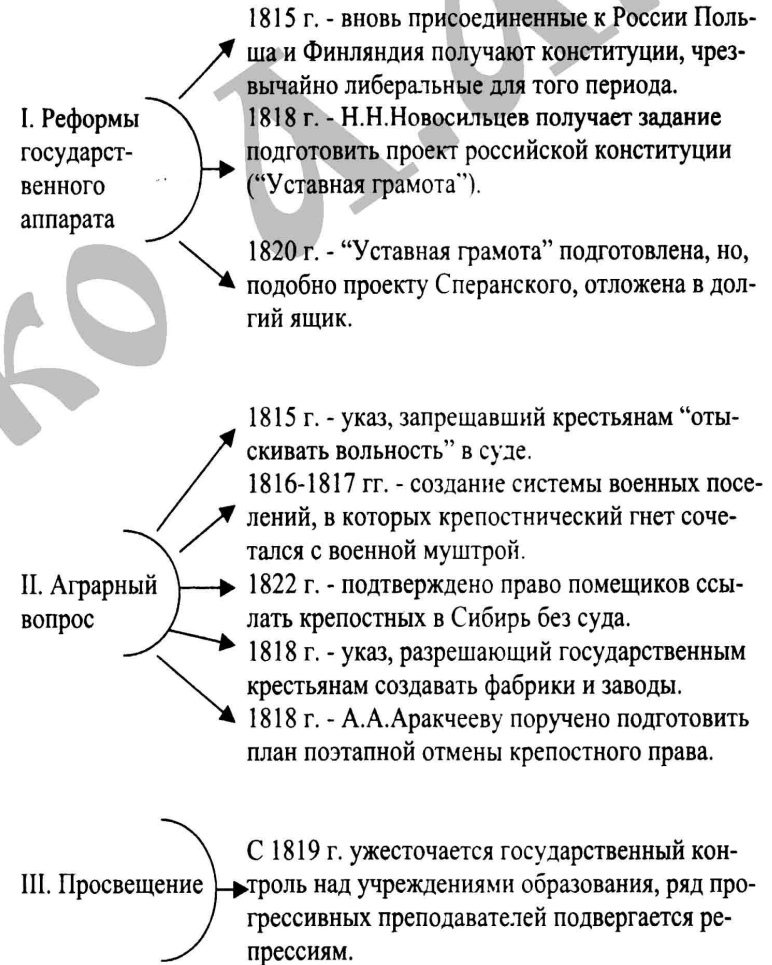 1815 г. - вновь присоединенные к России Поль-
ша и Финляндия получают конституции, чрез-
вычайно либеральные для того периода.
I. Реформы
государст-
венного
аппарата
1818 г. - Н.Н.Новосильцев получает задание
подготовить проект российской конституции
(“Уставная грамота”).
1820 г. - “Уставная грамота” подготовлена, но,
подобно проекту Сперанского, отложена в дол-
гий ящик.
II. Аграрный
вопрос
1815 г. - указ, запрещавший крестьянам “оты-
скивать вольность” в суде.
1816-1817 гг. - создание системы военных посе-
лений, в которых крепостнический гнет соче-
тался с военной муштрой.
1822 г. - подтверждено право помещиков ссы-
лать крепостных в Сибирь без суда.
1818 г. - указ, разрешающий государственным
крестьянам создавать фабрики и заводы.
1818 г. - А.А.Аракчееву поручено подготовить
план поэтапной отмены крепостного права.
III. Просвещение
С 1819 г. ужесточается государственный кон-
троль над учреждениями образования, ряд про-
грессивных преподавателей подвергается ре-
прессиям.